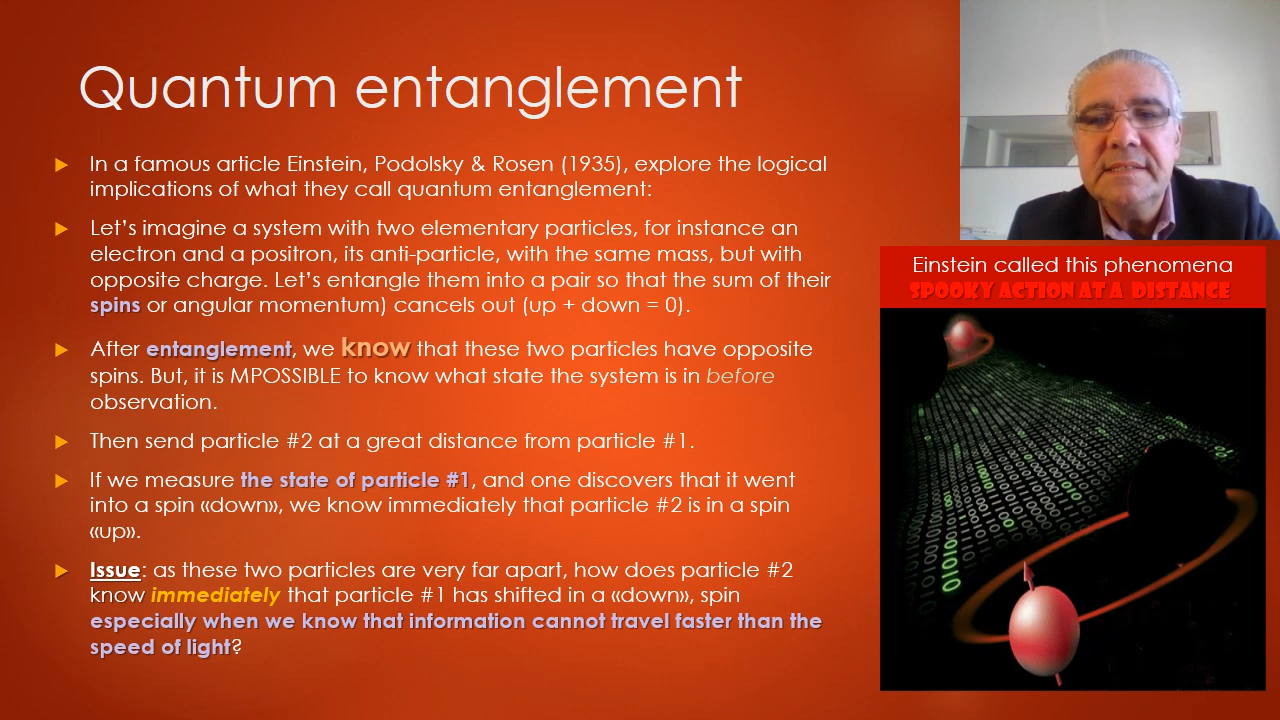 Quantum entanglement
In a famous article Einstein, Podolsky & Rosen (1935), explore the logical
implications of what they call quantum entanglement:
Let's imagine a system with two elementary particles, for instance an
electron and a positron, its anti-particle, with the same mass, but with
opposite charge. Let's entangle them into a pair so that the sum of their
spins or angular momentum) cancels out (up + down = 0).
After entanglement, we know that these two particles have opposite
spins. But, it is MPOSSIBLE to know what state the system is in before
observation.
Then send particle #2 at a great distance from particle #1.
If we measure the state of particle #1, and one discovers that it went
into a spin «down», we know immediately that particle #2 is in a spin
«up».
Issue: as these two particles are very far apart, how does particle #2
know immediately that particle #1 has shifted in a «down», spin
especially when we know that information cannot travel faster than the
speed of light?
Einstein called this phenomena
SPOOKY ACTION AT A DISTANCE